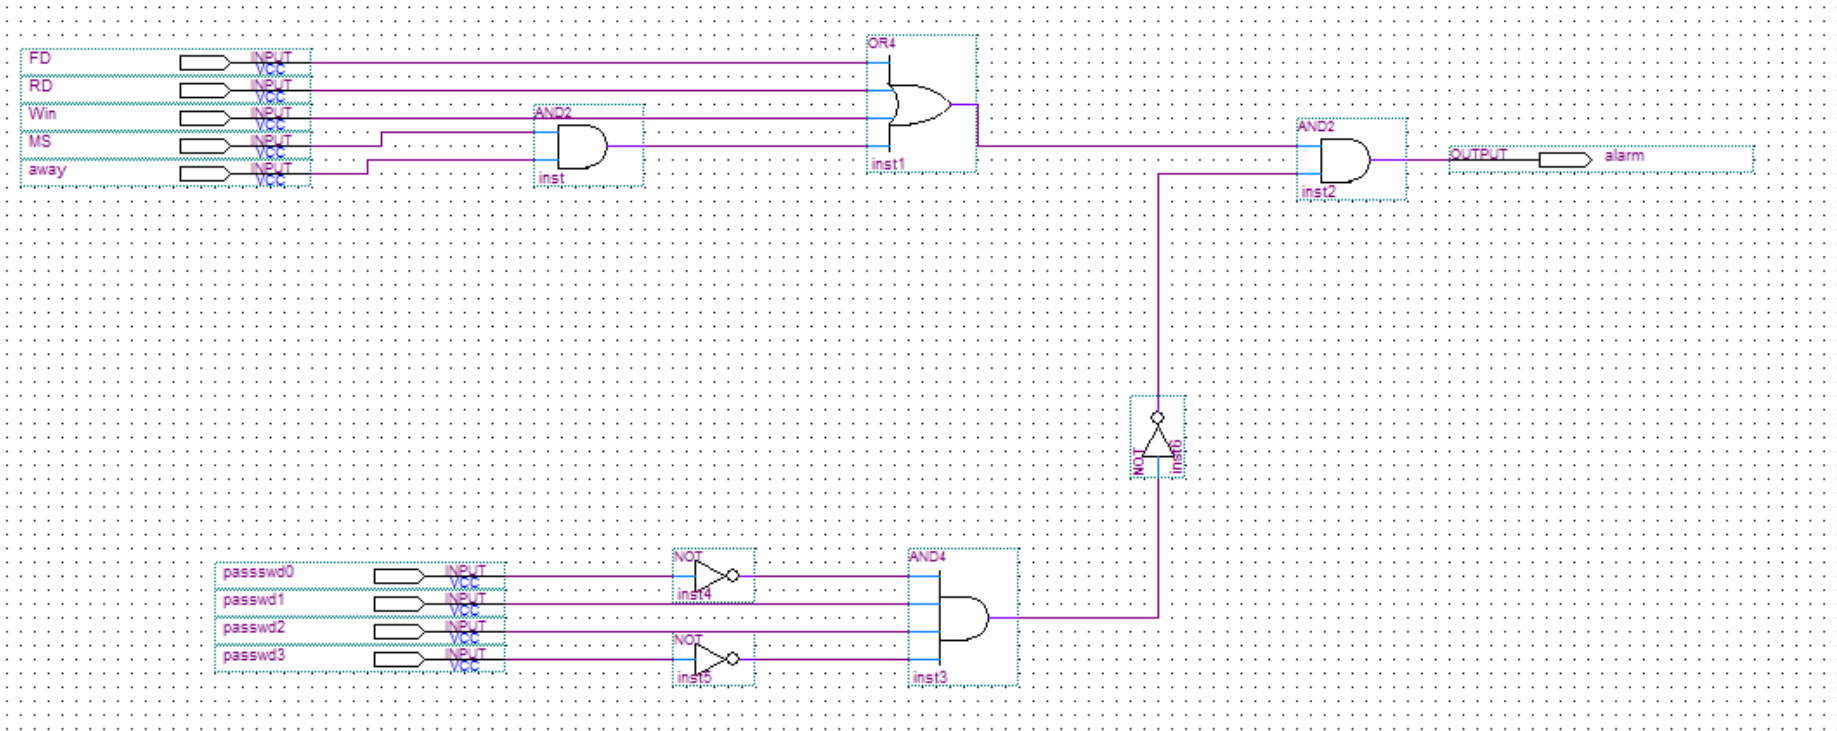 FD INPUT VCC
RD INPUT VCC
Win INPUT VCC
MS INPUT VCC
away INPUT VCC
AND2
inst
OR4
inst1
AND2
inst2
OUTPUT alarm
NOT
inst6
passswd0 INPUT VCC
passwd1 INPUT VCC
passwd2 INPUT VCC
passwd3 INPUT VCC
NOT
inst4
NOT
inst5
AND4
inst3